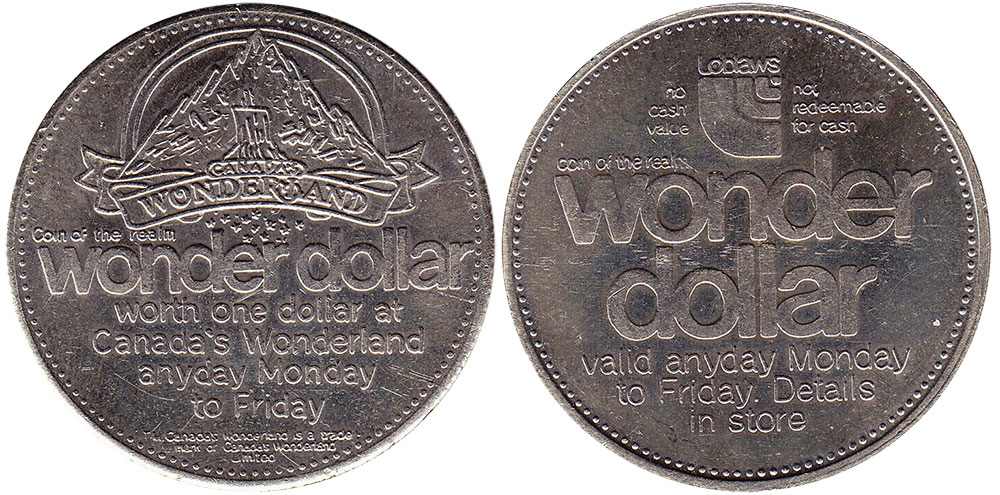 CANADA'S
WONDERLAND
Coin of the realm
wonder dollar
worth one dollar at
Canada's Wonderland
anyday Monday
to Friday
Canada's Wonderland is a trade
mark of Canada's Wonderland
Limited
Loblaws
no
cash
value
not
redeemable
for cash
coin of the realm
wonder
dollar
valid anyday Monday
to Friday. Details
in store